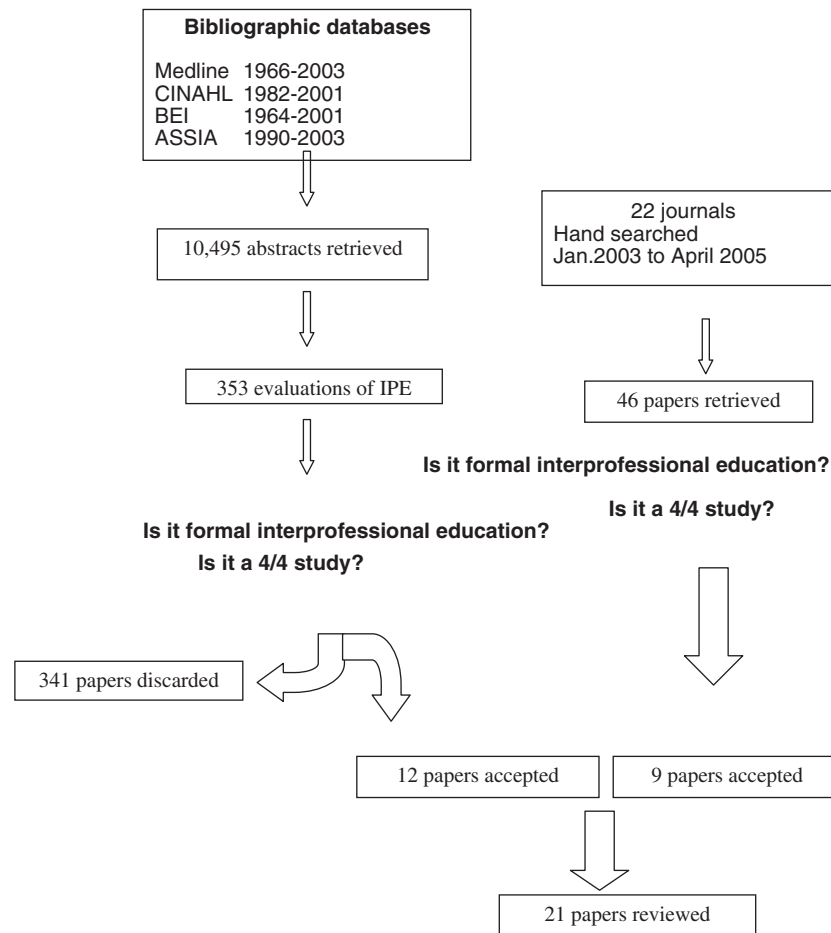 Bibliographic databases
Medline 1966-2003
CINAHL 1982-2001
BEI 1964-2001
ASSIA 1990-2003
22 journals
Hand searched
Jan.2003 to April 2005
10,495 abstracts retrieved
353 evaluations of IPE
46 papers retrieved
Is it formal interprofessional education?
Is it a 4/4 study?
Is it formal interprofessional education?
Is it a 4/4 study?
341 papers discarded
12 papers accepted
9 papers accepted
21 papers reviewed